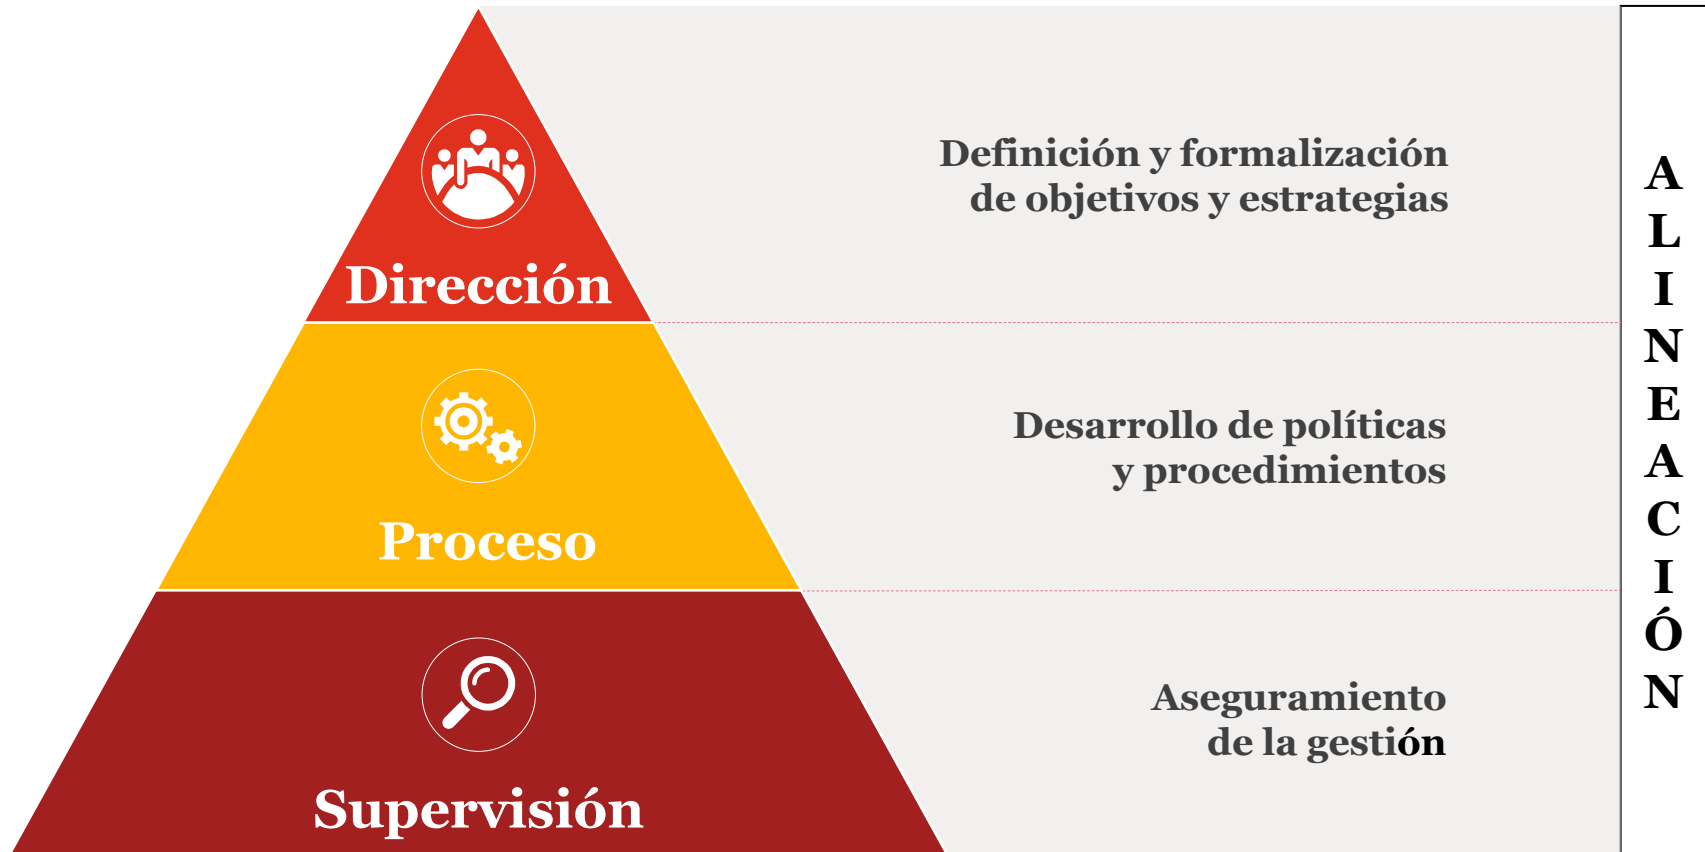 Dirección
Definición y formalización
de objetivos y estrategias
Proceso
Desarrollo de políticas
y procedimientos
Supervisión
Aseguramiento
de la gestión
A
L
I
N
E
A
C
I
Ó
N